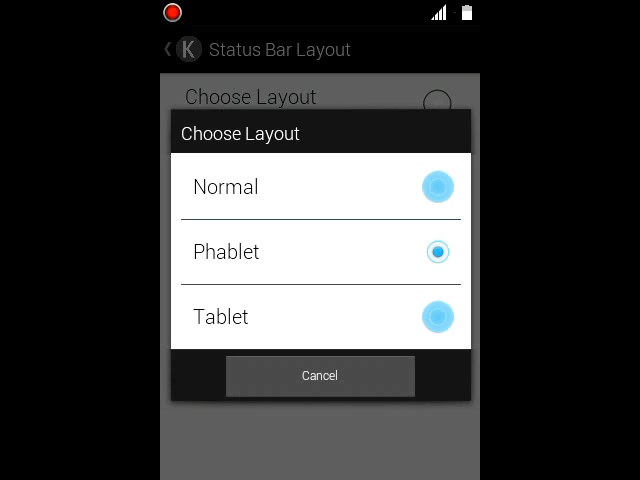 K Status Bar Layout
Choose Layout
Choose Layout
Normal
Phablet
Tablet
Cancel